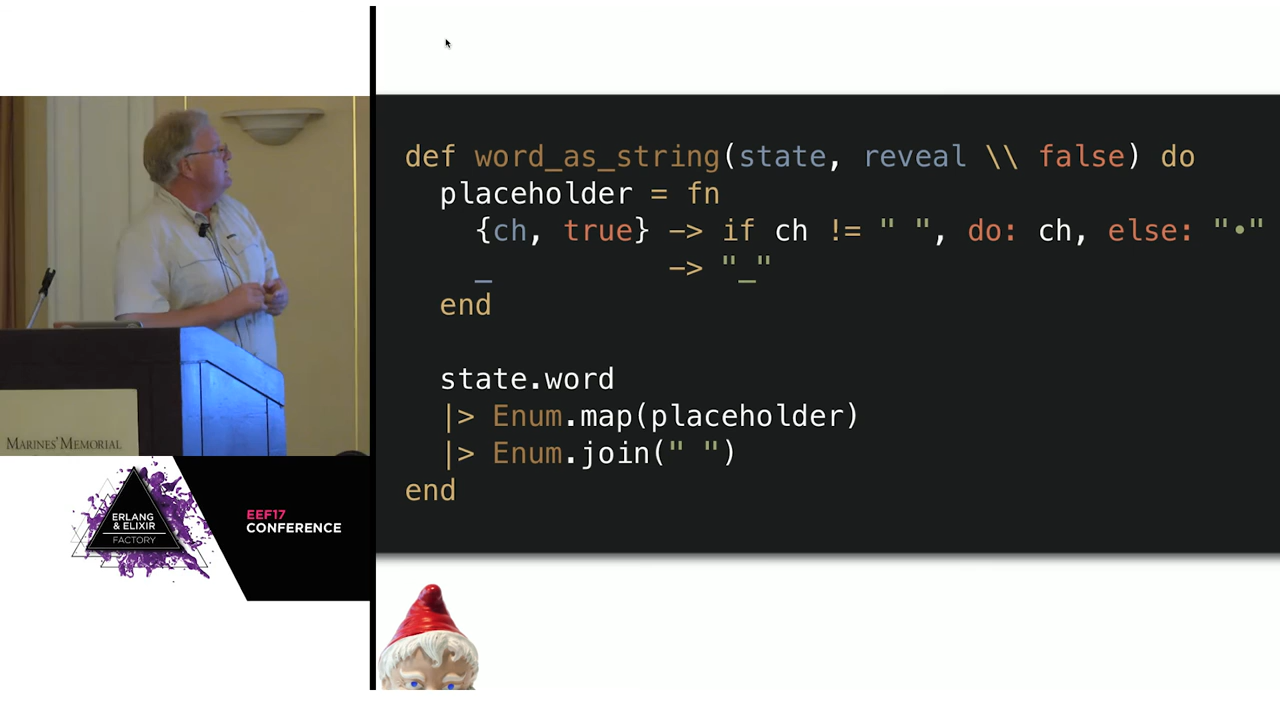 def word_as_string(state, reveal \\ false) do
  placeholder = fn
    {ch, true} -> if ch != " ", do: ch, else: "•"
    _          -> "_"
  end

  state.word
  |> Enum.map(placeholder)
  |> Enum.join(" ")
end
MARINES' MEMORIAL
ERLANG
& ELIXIR
FACTORY
EEF17
CONFERENCE